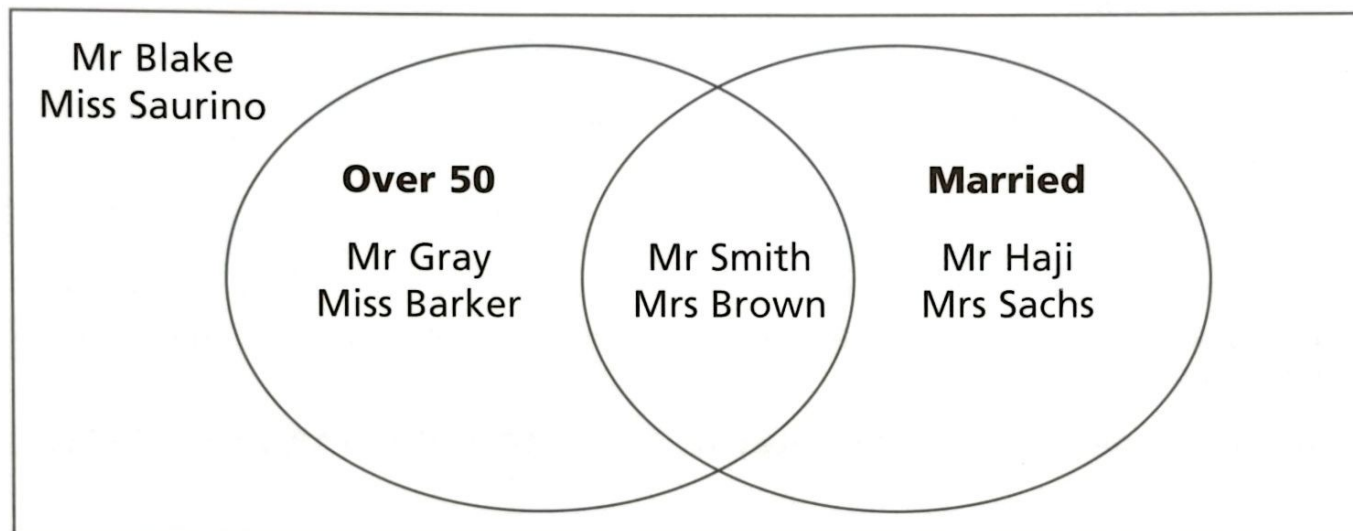 Mr Blake
Miss Saurino
Over 50
Mr Gray
Miss Barker
Mr Smith
Mrs Brown
Married
Mr Haji
Mrs Sachs